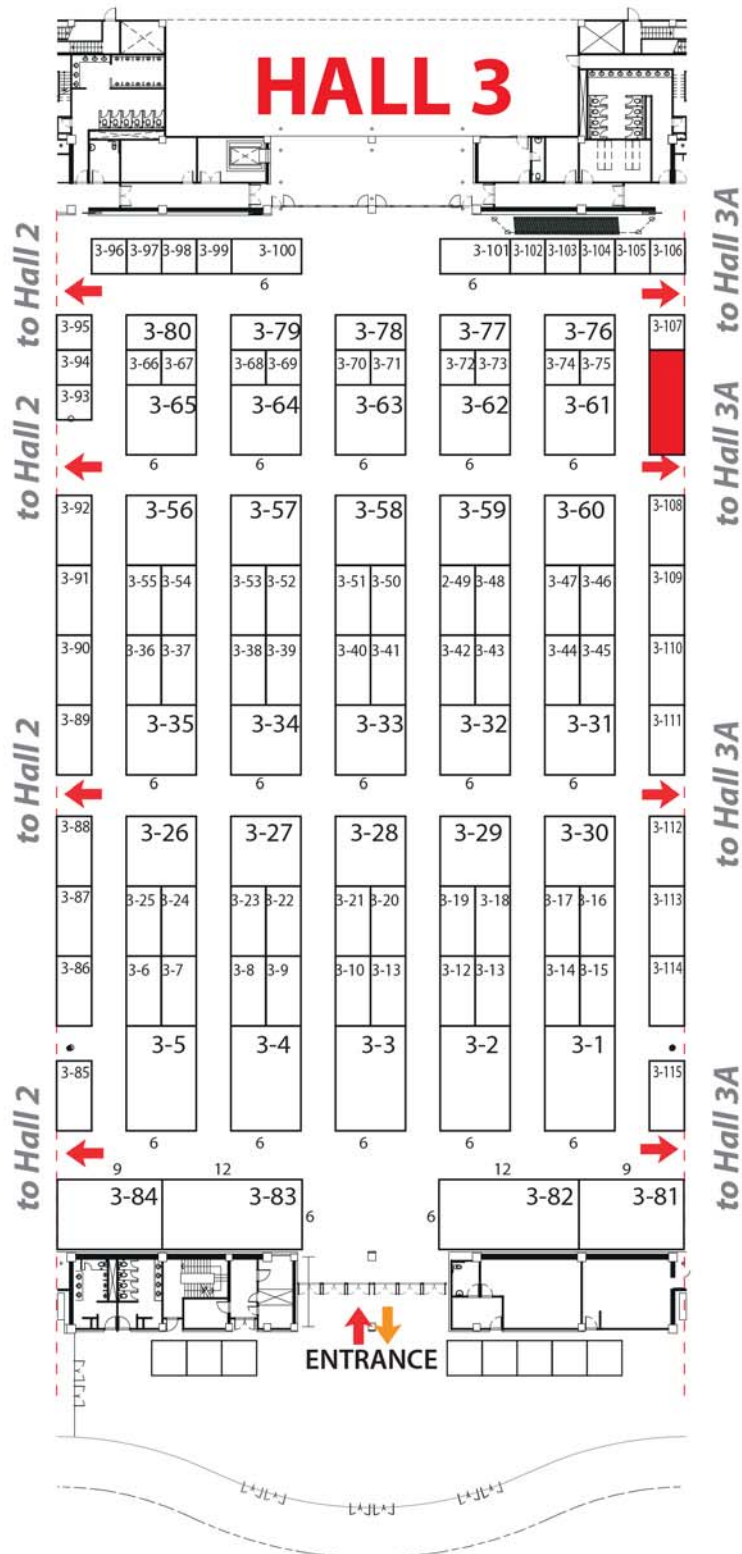 HALL 3
to Hall 2
to Hall 3A
3-96 3-97 3-98 3-99 3-100 3-101 3-102 3-103 3-104 3-105 3-106
6 6
3-95 3-80 3-79 3-78 3-77 3-76 3-107
3-94 3-66 3-67 3-68 3-69 3-70 3-71 3-72 3-73 3-74 3-75
3-93 3-65 3-64 3-63 3-62 3-61
to Hall 2
to Hall 3A
6 6 6 6 6
3-92 3-56 3-57 3-58 3-59 3-60 3-108
3-91 3-55 3-54 3-53 3-52 3-51 3-50 2-49 3-48 3-47 3-46 3-109
3-90 3-36 3-37 3-38 3-39 3-40 3-41 3-42 3-43 3-44 3-45 3-110
3-89 3-35 3-34 3-33 3-32 3-31 3-111
to Hall 2
to Hall 3A
6 6 6 6 6
3-88 3-26 3-27 3-28 3-29 3-30 3-112
3-87 3-25 3-24 3-23 3-22 3-21 3-20 3-19 3-18 3-17 3-16 3-113
3-86 3-6 3-7 3-8 3-9 3-10 3-13 3-12 3-13 3-14 3-15 3-114
3-5 3-4 3-3 3-2 3-1
3-85 3-115
to Hall 2
to Hall 3A
6 6 6 6 6
9 12 12 9
3-84 3-83 3-82 3-81
6 6
ENTRANCE